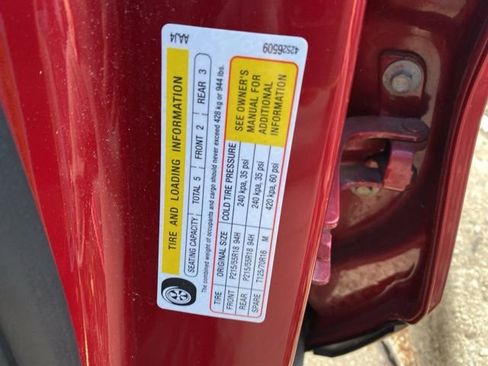 AAJ4
42S26509
TIRE AND LOADING INFORMATION
SEATING CAPACITY TOTAL 5 FRONT 2 REAR 3
The combined weight of occupants and cargo should never exceed 428 kg or 944 lbs.
TIRE ORIGINAL SIZE COLD TIRE PRESSURE
FRONT P215/55R18 94H 240 kpa, 35 psi
REAR P215/55R18 94H 240 kpa, 35 psi
SPARE T125/70R16 M 420 kpa, 60 psi
SEE OWNER'S
MANUAL FOR
ADDITIONAL
INFORMATION